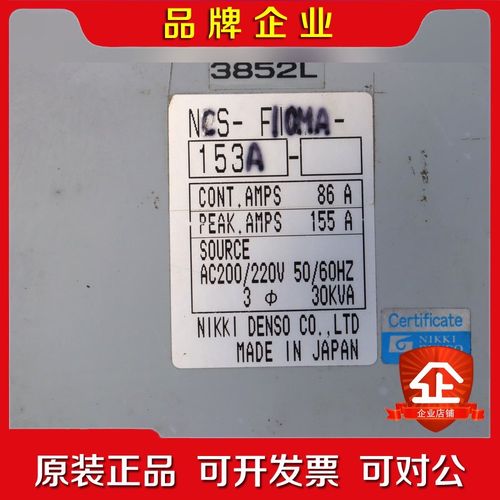 品牌企业
3852L
NCS- F110MA-
153A -
CONT.AMPS 86 A
PEAK.AMPS 155 A
SOURCE
AC200/220V 50/60HZ
3 Φ 30KVA
NIKKI DENSO CO.,LTD
MADE IN JAPAN
Certificate
NIKKI
DENSO
企
企业店铺
原装正品 可开发票 可对公